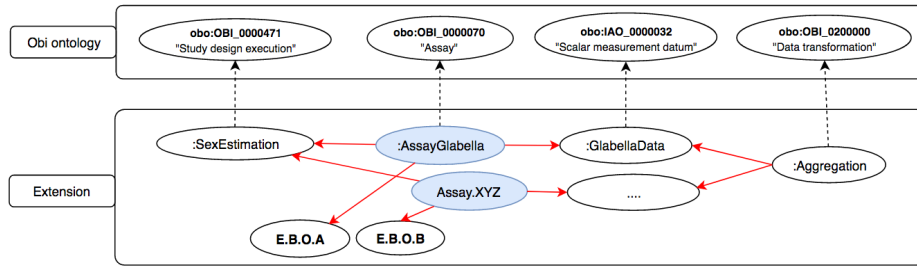 obo:OBI_0000471
"Study design execution"
obo:OBI_0000070
"Assay"
obo:IAO_0000032
"Scalar measurement datum"
obo:OBI_0200000
"Data transformation"
Obi ontology
:SexEstimation
:AssayGlabella
:GlabellaData
:Aggregation
Extension
Assay.XYZ
....
E.B.O.A
E.B.O.B